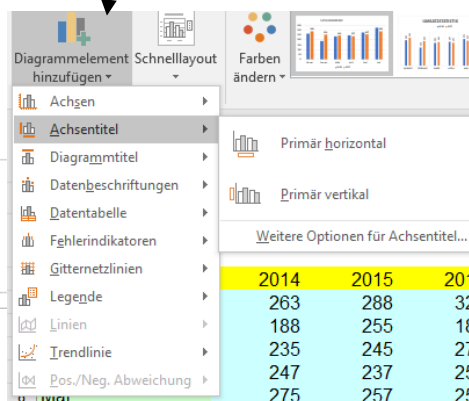 Diagrammelement hinzufügen
Schnelllayout
Farben ändern
Achsen
Achsentitel
Diagrammtitel
Datenbeschriftungen
Datentabelle
Fehlerindikatoren
Gitternetzlinien
Legende
Linien
Trendlinie
Pos./Neg. Abweichung
Primär horizontal
Primär vertikal
Weitere Optionen für Achsentitel...
2014 2015
263 288
188 255
235 245
247 237
Mai 275 257